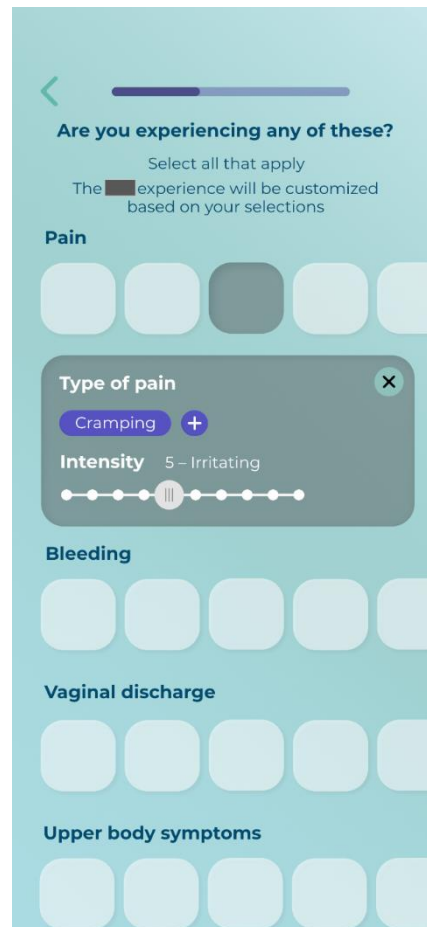 Are you experiencing any of these?
Select all that apply
The experience will be customized
based on your selections
Pain
Type of pain
Cramping +
Intensity 5 – Irritating
Bleeding
Vaginal discharge
Upper body symptoms